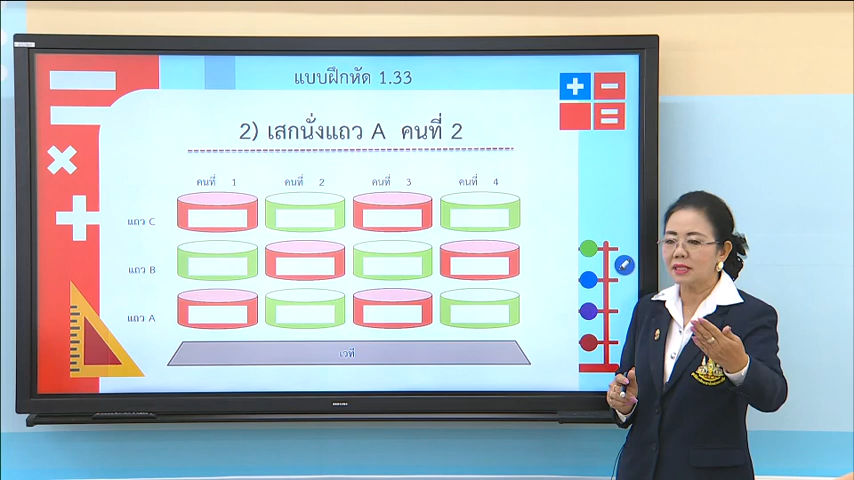 แบบฝึกหัด 1.33
2) เสกนั่งแถว A คนที่ 2
คนที่ 1 คนที่ 2 คนที่ 3 คนที่ 4
แถว C
แถว B
แถว A
เวที